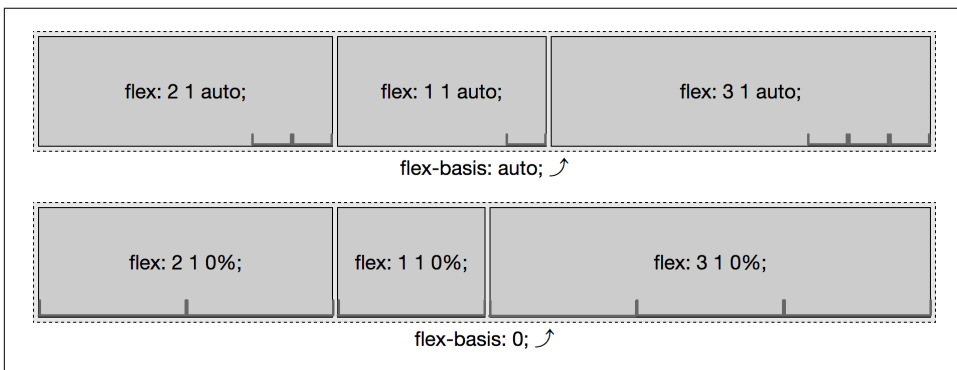 flex: 2 1 auto; flex: 1 1 auto; flex: 3 1 auto;
flex-basis: auto;
flex: 2 1 0%; flex: 1 1 0%; flex: 3 1 0%;
flex-basis: 0;